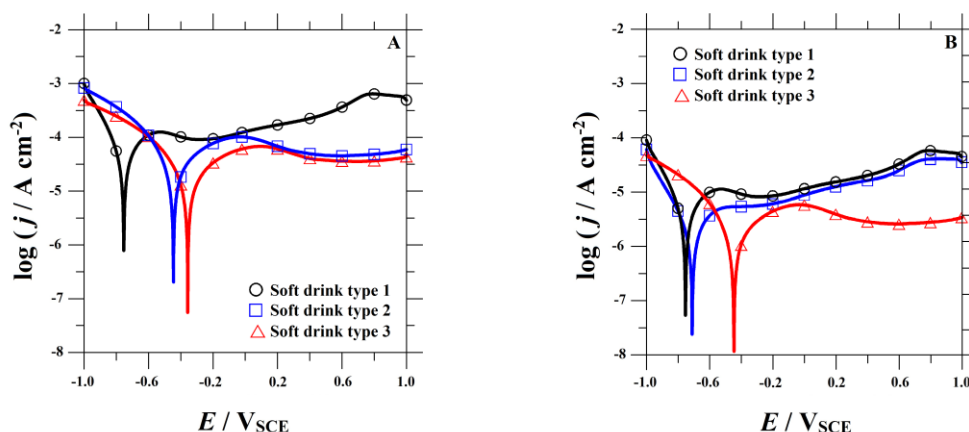 A
-2
-3
-4
-5
-6
-7
-8
log (j / A cm-2)
Soft drink type 1
Soft drink type 2
Soft drink type 3
-1.0 -0.6 -0.2 0.2 0.6 1.0
E / VSCE
B
-2
-3
-4
-5
-6
-7
-8
log (j / A cm-2)
Soft drink type 1
Soft drink type 2
Soft drink type 3
-1.0 -0.6 -0.2 0.2 0.6 1.0
E / VSCE